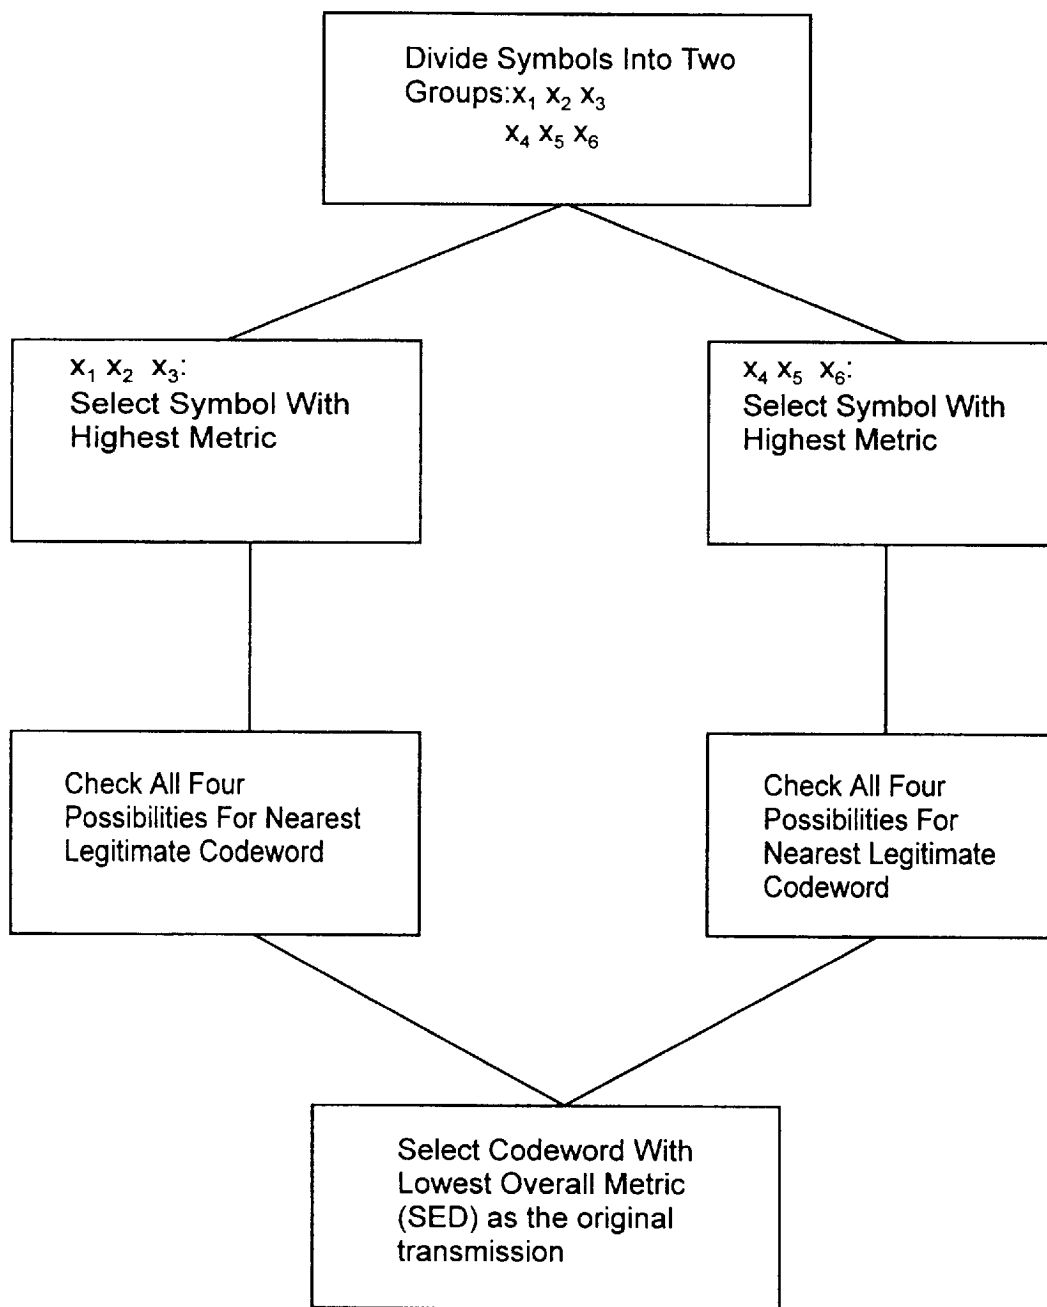 Divide Symbols Into Two
Groups:x₁ x₂ x₃
x₄ x₅ x₆
x₁ x₂ x₃:
Select Symbol With
Highest Metric
x₄ x₅ x₆:
Select Symbol With
Highest Metric
Check All Four
Possibilities For Nearest
Legitimate Codeword
Check All Four
Possibilities For
Nearest Legitimate
Codeword
Select Codeword With
Lowest Overall Metric
(SED) as the original
transmission